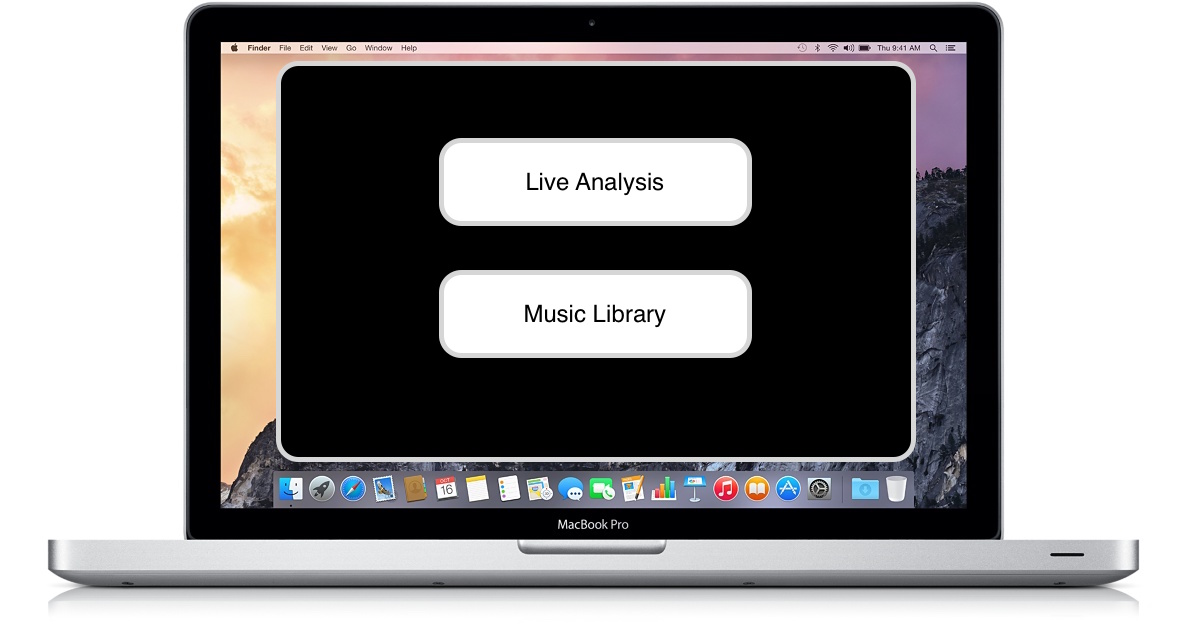 Finder File Edit View Go Window Help Thu 9:41 AM
Live Analysis
Music Library
OCT
16
MacBook Pro